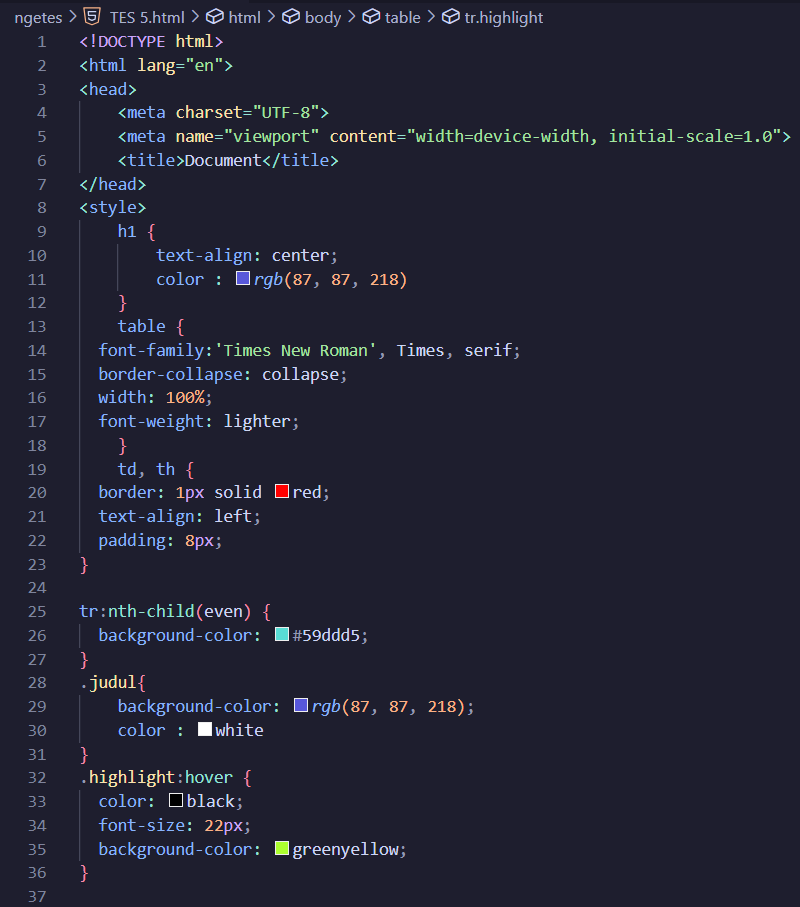 ngetes > TES 5.html > html > body > table > tr.highlight
1 <!DOCTYPE html>
2 <html lang="en">
3 <head>
4     <meta charset="UTF-8">
5     <meta name="viewport" content="width=device-width, initial-scale=1.0">
6     <title>Document</title>
7 </head>
8 <style>
9     h1 {
10         text-align: center;
11         color : rgb(87, 87, 218)
12     }
13     table {
14   font-family:'Times New Roman', Times, serif;
15   border-collapse: collapse;
16   width: 100%;
17   font-weight: lighter;
18     }
19     td, th {
20   border: 1px solid red;
21   text-align: left;
22   padding: 8px;
23 }
24
25 tr:nth-child(even) {
26   background-color: #59ddd5;
27 }
28 .judul{
29     background-color: rgb(87, 87, 218);
30     color : white
31 }
32 .highlight:hover {
33   color: black;
34   font-size: 22px;
35   background-color: greenyellow;
36 }
37